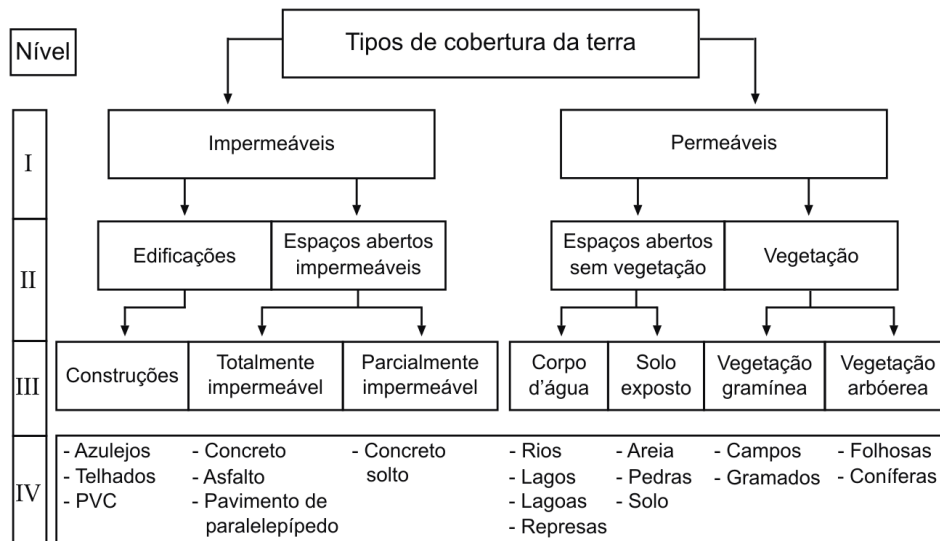 Tipos de cobertura da terra
Nível
I
Impermeáveis
Permeáveis
II
Edificações
Espaços abertos
impermeáveis
Espaços abertos
sem vegetação
Vegetação
III
Construções
Totalmente
impermeável
Parcialmente
impermeável
Corpo
d’água
Solo
exposto
Vegetação
gramínea
Vegetação
arbóerea
IV
- Azulejos
- Telhados
- PVC
- Concreto
- Asfalto
- Pavimento de
paralelepípedo
- Concreto
solto
- Rios
- Lagos
- Lagoas
- Represas
- Areia
- Pedras
- Solo
- Campos
- Gramados
- Folhosas
- Coníferas